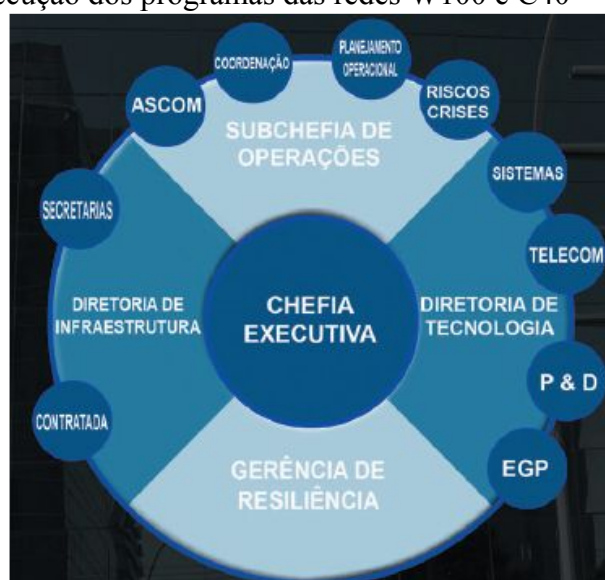 dos programas das redes W100 e C40
COORDENAÇÃO
PLANEJAMENTO
OPERACIONAL
ASCOM
RISCOS
CRISES
SUBCHEFIA DE
OPERAÇÕES
SISTEMAS
SECRETARIAS
TELECOM
DIRETORIA DE
INFRAESTRUTURA
CHEFIA
EXECUTIVA
DIRETORIA DE
TECNOLOGIA
P & D
CONTRATADA
EGP
GERÊNCIA DE
RESILIÊNCIA